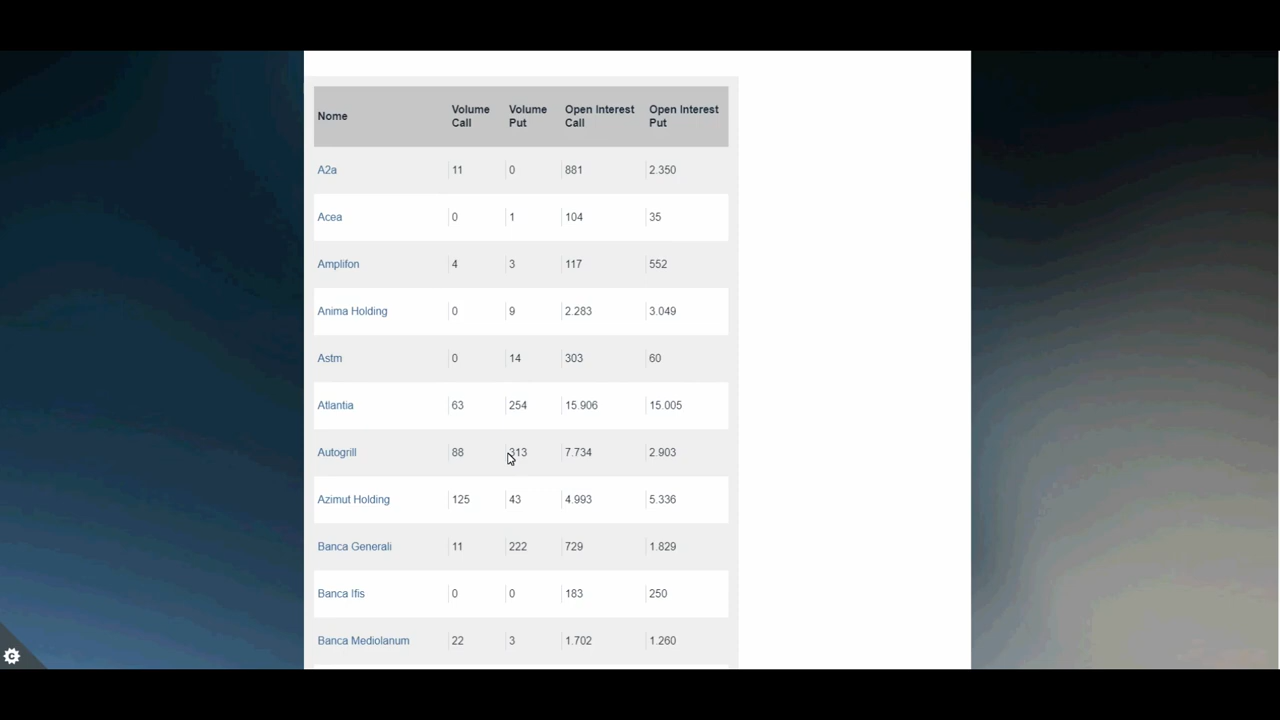 Nome Volume Call Volume Put Open Interest Call Open Interest Put
A2a 11 0 881 2.350
Acea 0 1 104 35
Amplifon 4 3 117 552
Anima Holding 0 9 2.283 3.049
Astm 0 14 303 60
Atlantia 63 254 15.906 15.005
Autogrill 88 313 7.734 2.903
Azimut Holding 125 43 4.993 5.336
Banca Generali 11 222 729 1.829
Banca Ifis 0 0 183 250
Banca Mediolanum 22 3 1.702 1.260